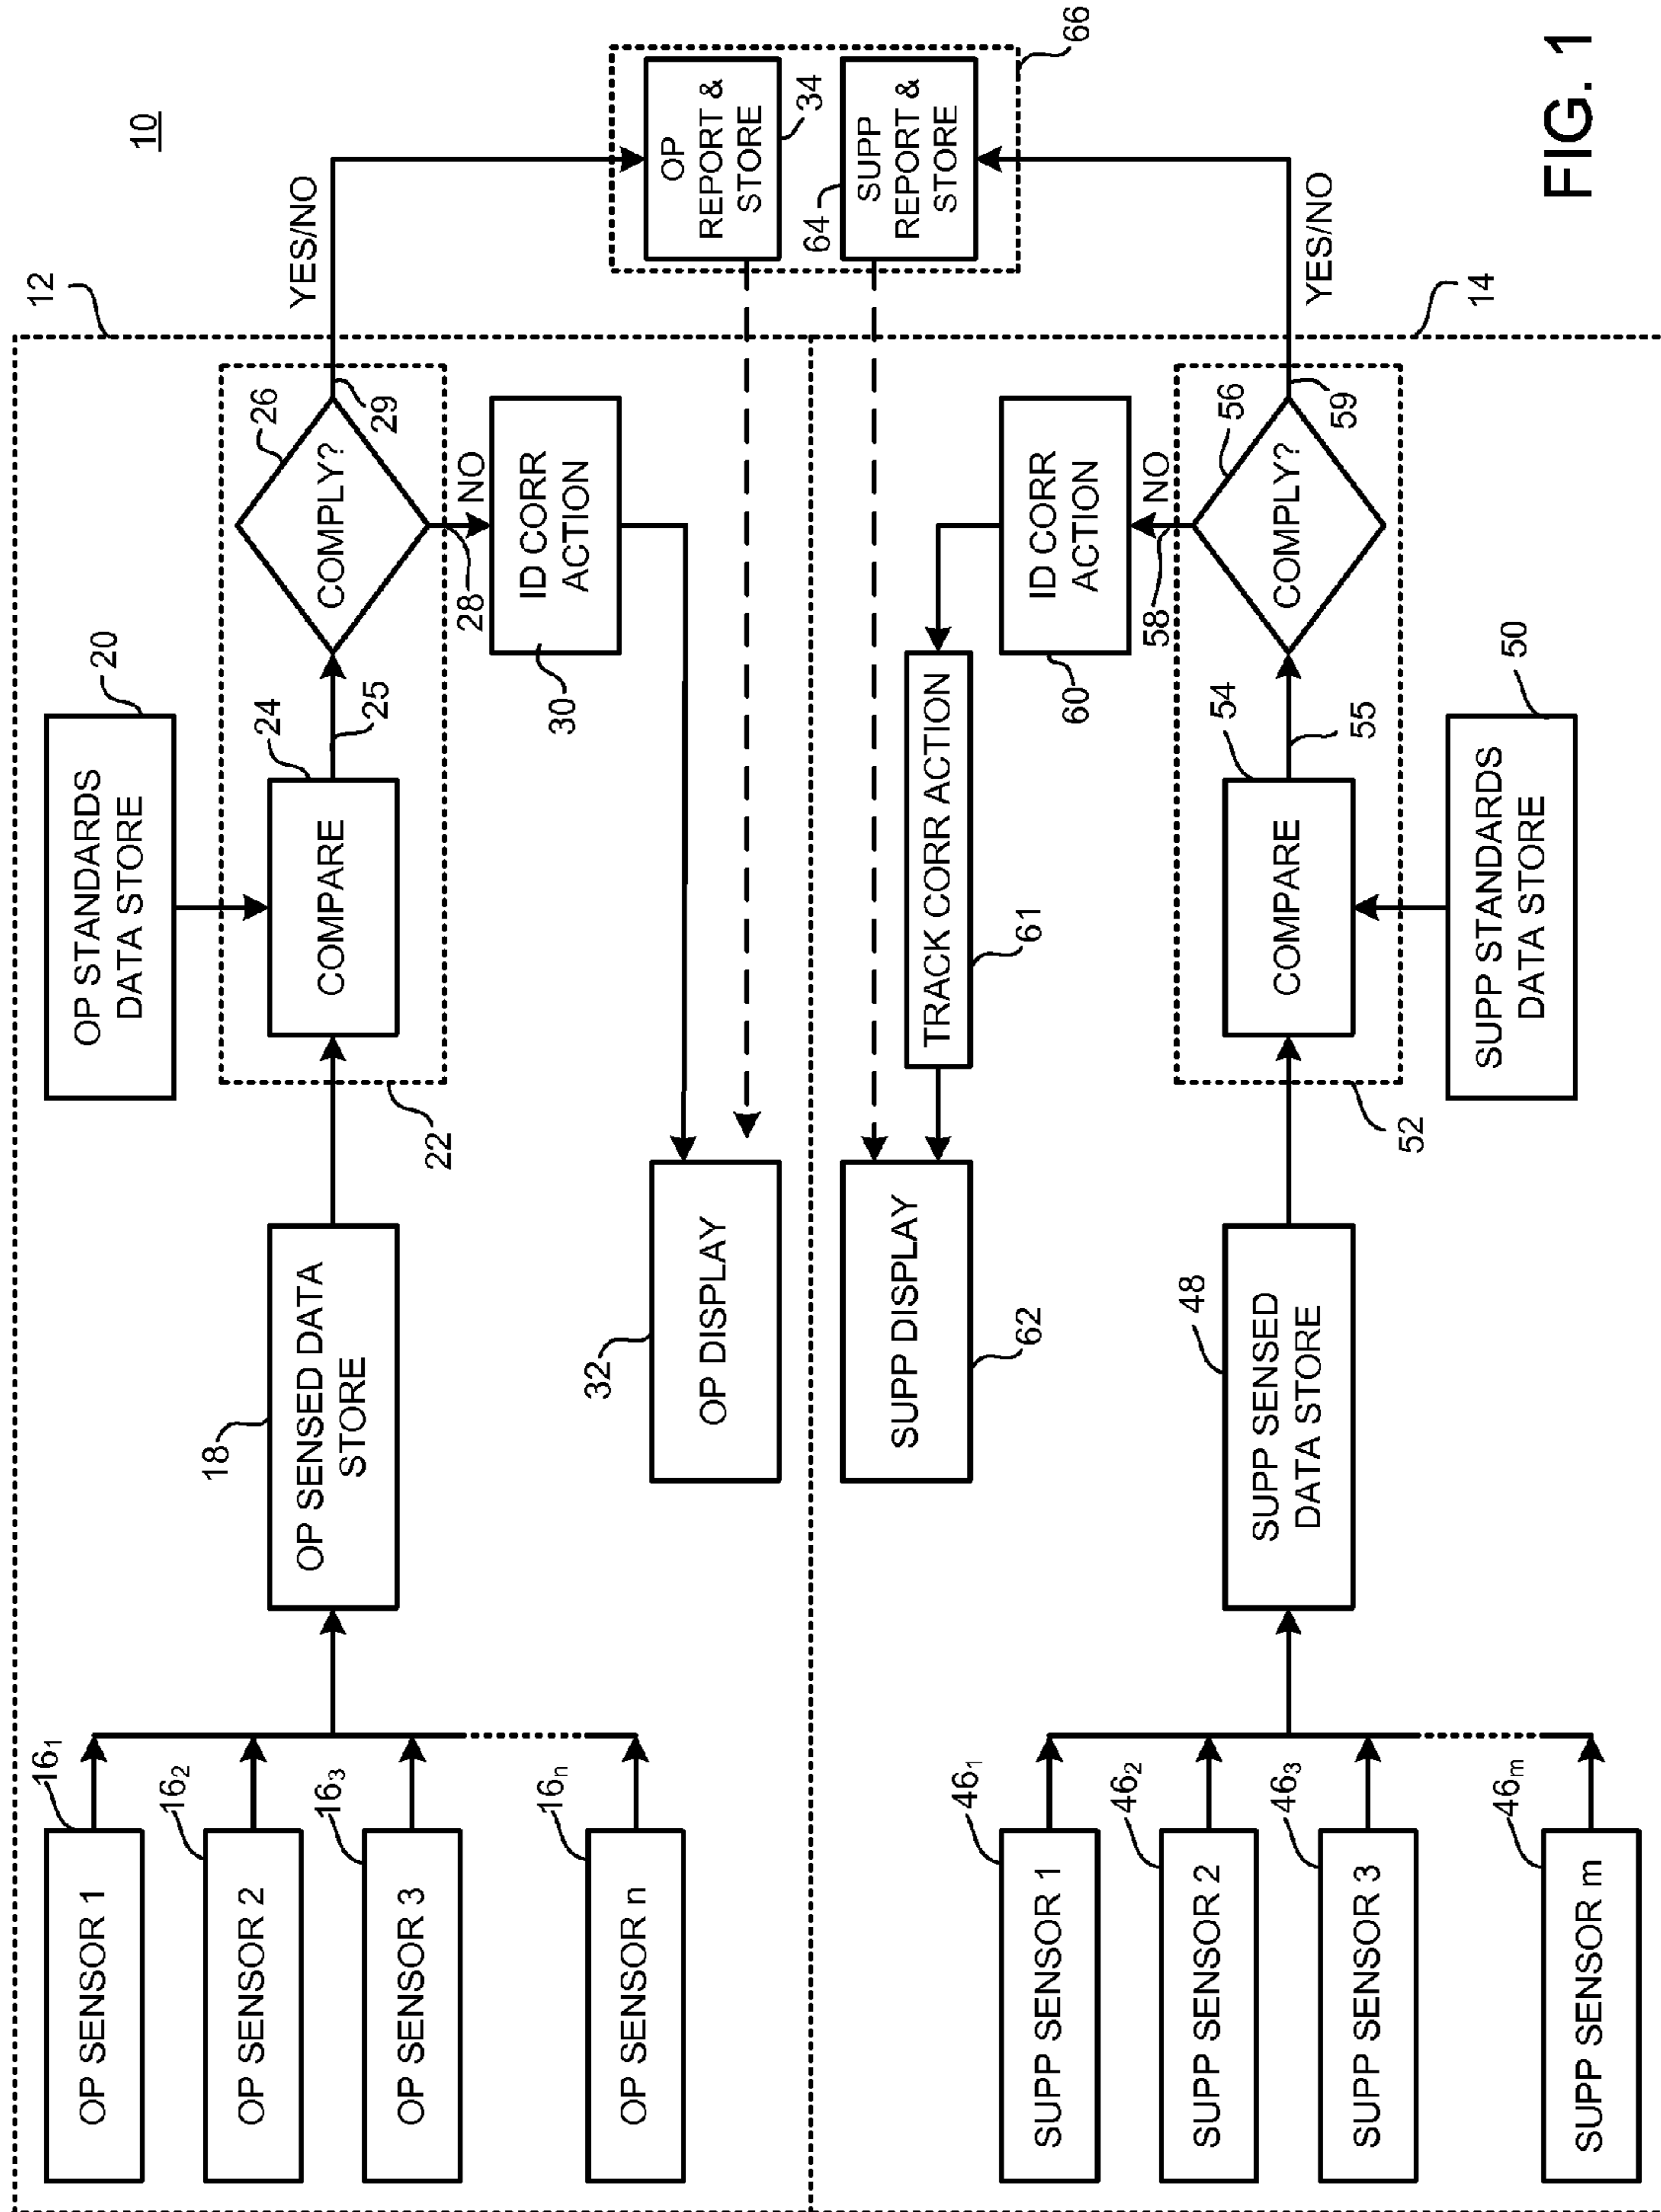 10
12
OP SENSOR 1
16₁
OP SENSOR 2
16₂
OP SENSOR 3
16₃
OP SENSOR n
16ₙ
18
OP SENSED DATA
STORE
OP STANDARDS
DATA STORE
20
22
24
COMPARE
25
26
COMPLY?
28
NO
29
YES/NO
ID CORR
ACTION
30
32
OP DISPLAY
OP
REPORT &
STORE
34
64
SUPP
REPORT &
STORE
66
14
SUPP SENSOR 1
46₁
SUPP SENSOR 2
46₂
SUPP SENSOR 3
46₃
SUPP SENSOR m
46ₘ
48
SUPP SENSED
DATA STORE
SUPP DISPLAY
62
TRACK CORR ACTION
61
ID CORR
ACTION
60
58
NO
52
54
COMPARE
55
56
COMPLY?
59
YES/NO
50
SUPP STANDARDS
DATA STORE
FIG. 1